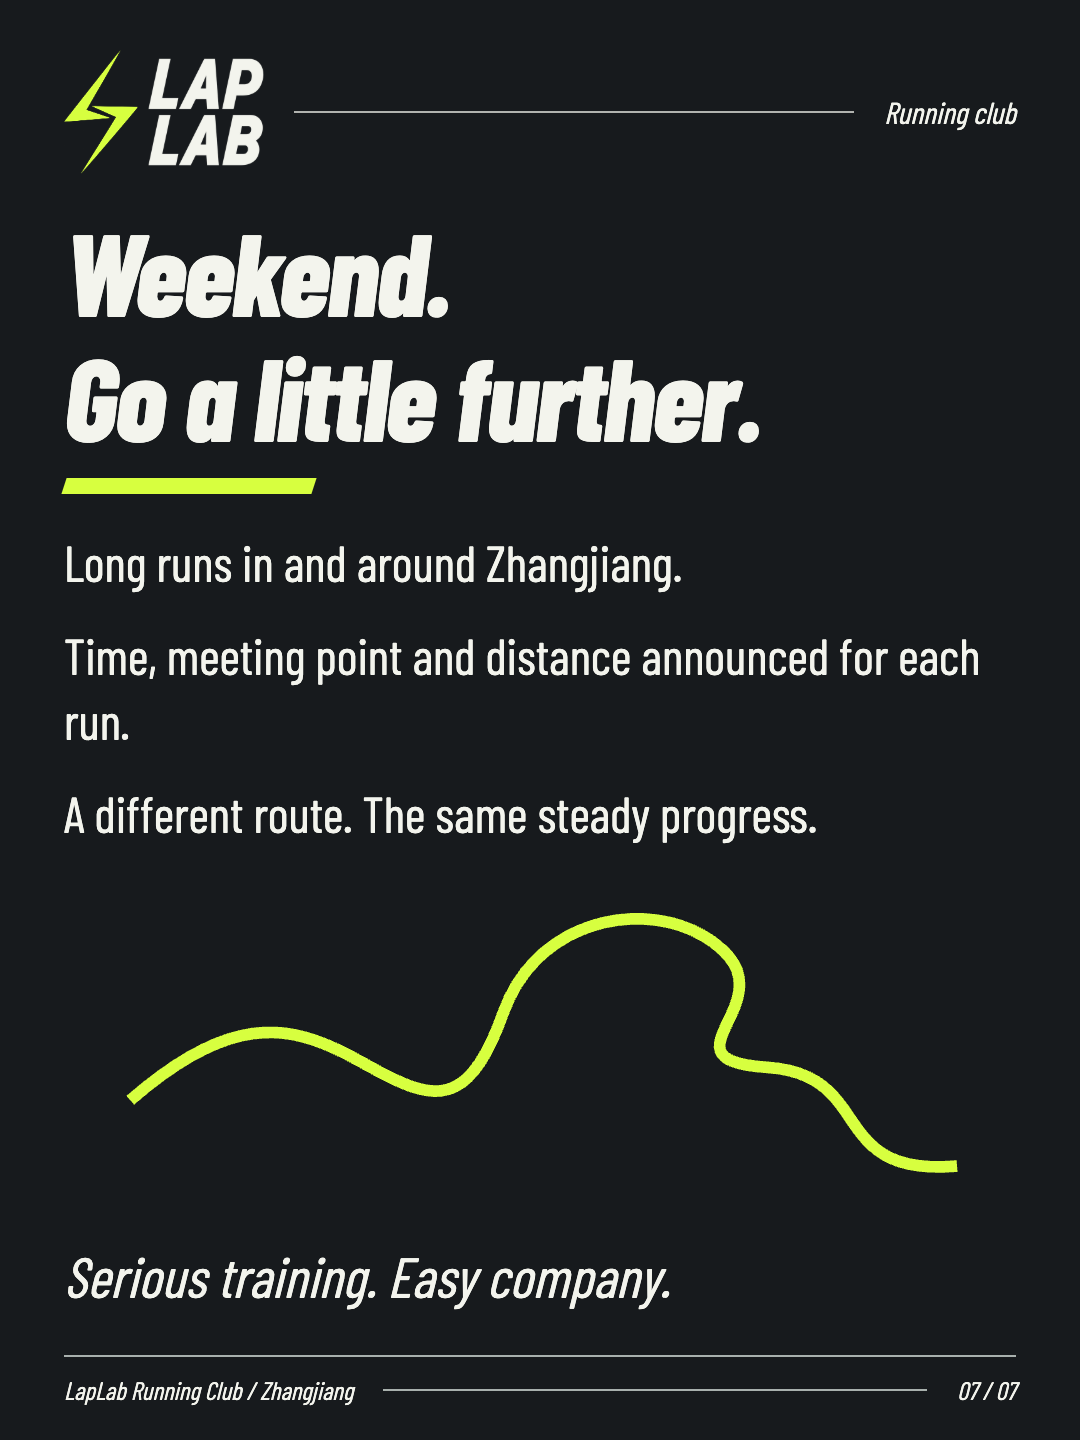 LAP
LAB
Running club
Weekend.
Go a little further.
Long runs in and around Zhangjiang.
Time, meeting point and distance announced for each
run.
A different route. The same steady progress.
Serious training. Easy company.
LapLab Running Club / Zhangjiang
07 / 07